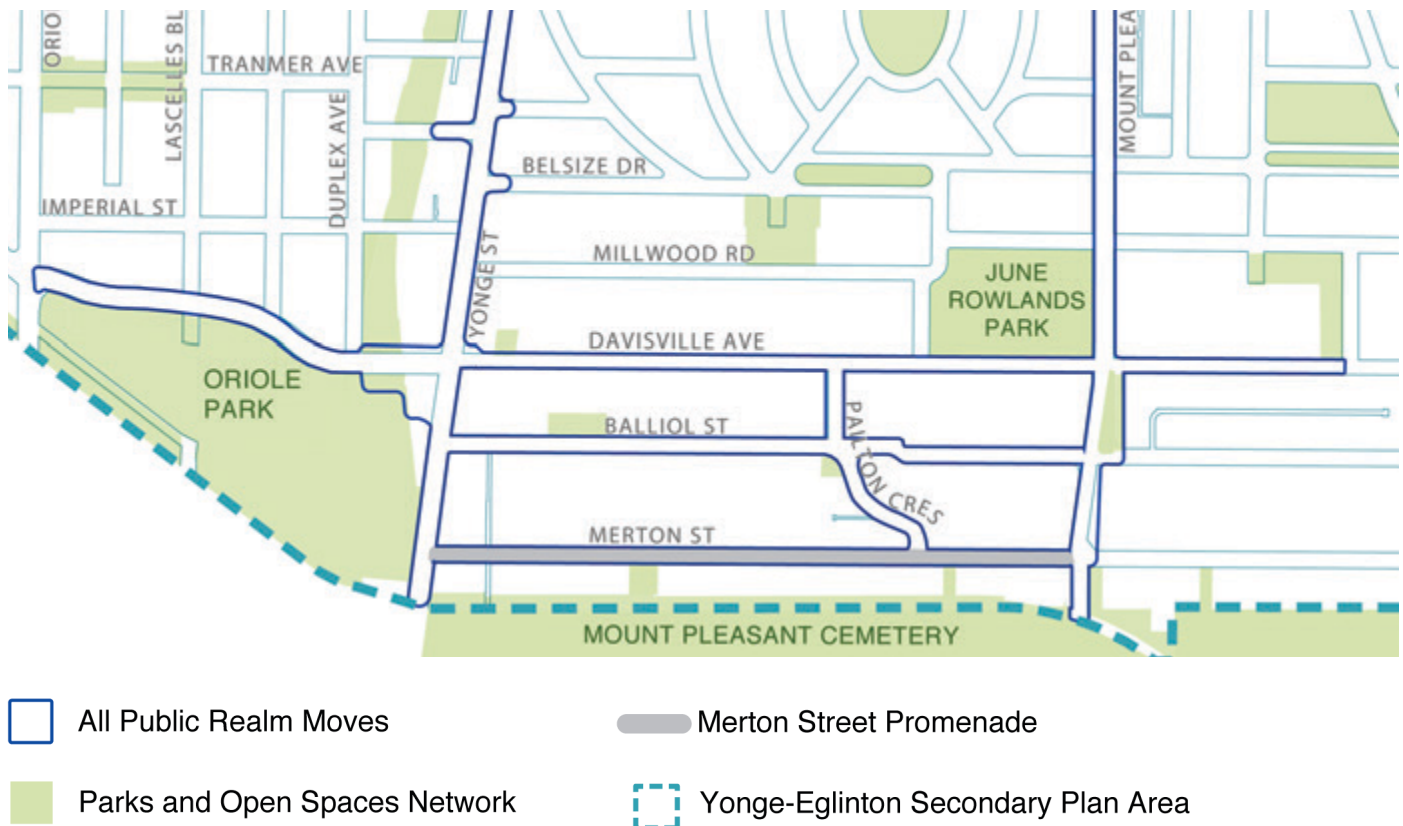 ORIO
LASCELLES BL
TRANMER AVE
DUPLEX AVE
MOUNT PLEA
BELSIZE DR
IMPERIAL ST
YONGE ST
MILLWOOD RD
JUNE
ROWLANDS
PARK
DAVISVILLE AVE
ORIOLE
PARK
BALLIOL ST
PAILTON CRES
MERTON ST
MOUNT PLEASANT CEMETERY
All Public Realm Moves
Merton Street Promenade
Parks and Open Spaces Network
Yonge-Eglinton Secondary Plan Area